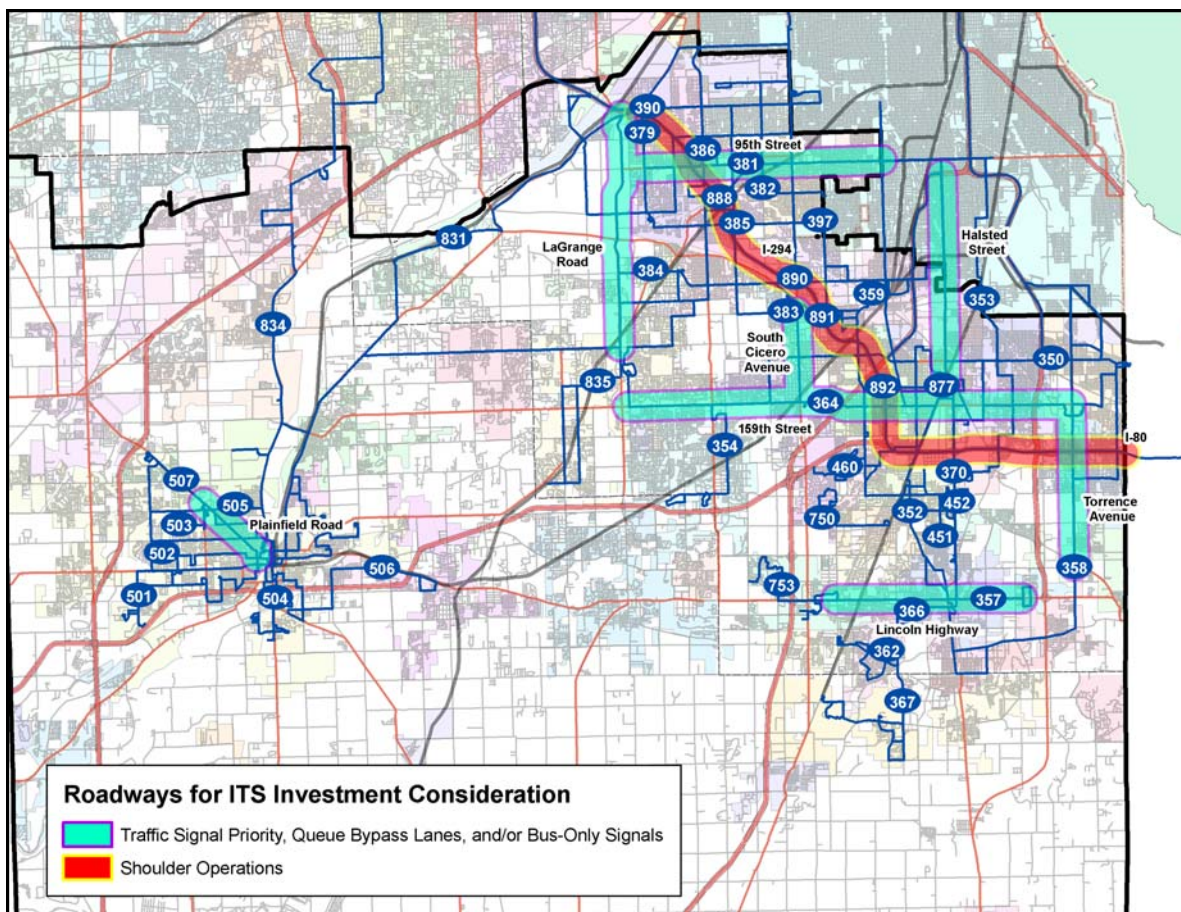 390
379
386
95th Street
381
382
888
385
397
831
LaGrange
Road
I-294
Halsted
Street
384
890
359
353
834
383
891
South
Cicero
Avenue
350
835
892
877
364
159th Street
354
I-80
460
370
507
505
750
352
452
Torrence
Avenue
503
Plainfield Road
451
502
506
358
501
504
753
357
366
Lincoln Highway
362
367
Roadways for ITS Investment Consideration
Traffic Signal Priority, Queue Bypass Lanes, and/or Bus-Only Signals
Shoulder Operations